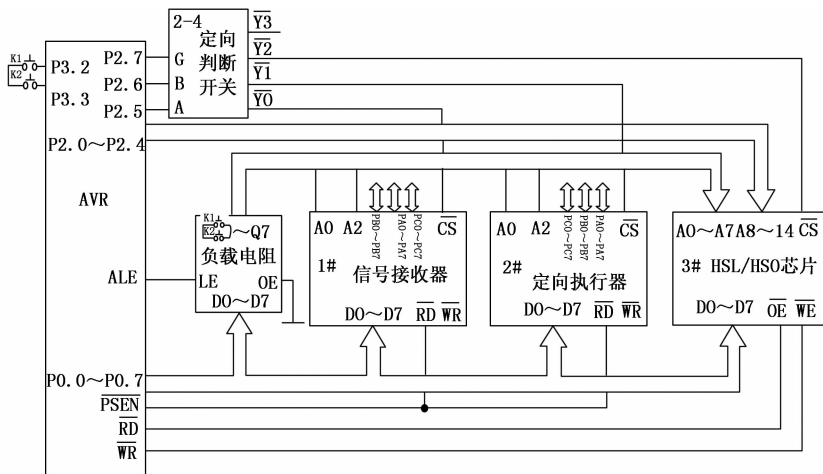 2-4
定向
判断
开关
G
B
A
Y3
Y2
Y1
Y0
K1
K2
P3.2
P3.3
P2.7
P2.6
P2.5
P2.0～P2.4
AVR
ALE
P0.0～P0.7
PSEN
RD
WR
K1
K2
～Q7
负载电阻
LE OE
D0～D7
A0 A2
PB0～PB7
PA0～PA7
PC0～PC7
CS
1# 信号接收器
D0～D7 RD WR
A0 A2
PC0～PC7
PB0～PB7
PA0～PA7
CS
2# 定向执行器
D0～D7 RD WR
A0～A7 A8～14 CS
3# HSL/HSO芯片
D0～D7 OE WE